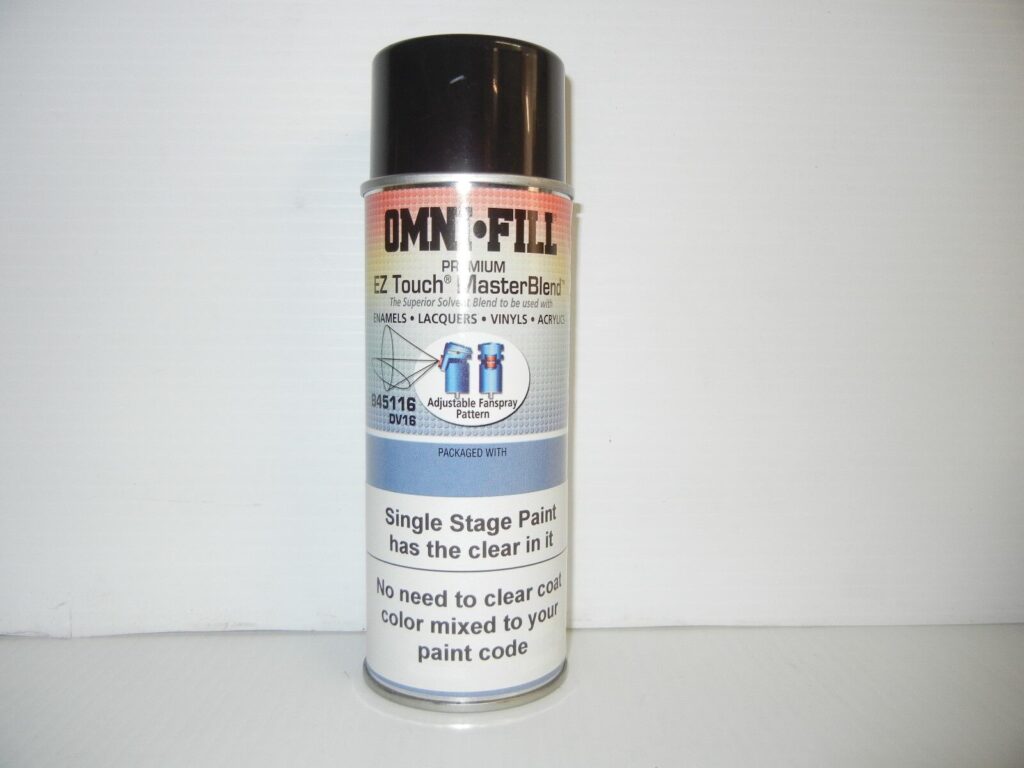 OMNI•FILL
PREMIUM
EZ Touch® MasterBlend™
The Superior Solvent Blend to be used with
ENAMELS • LACQUERS • VINYLS • ACRYLICS
Adjustable Fanspray
Pattern
B45116
DV16
PACKAGED WITH
Single Stage Paint
has the clear in it
No need to clear coat
color mixed to your
paint code